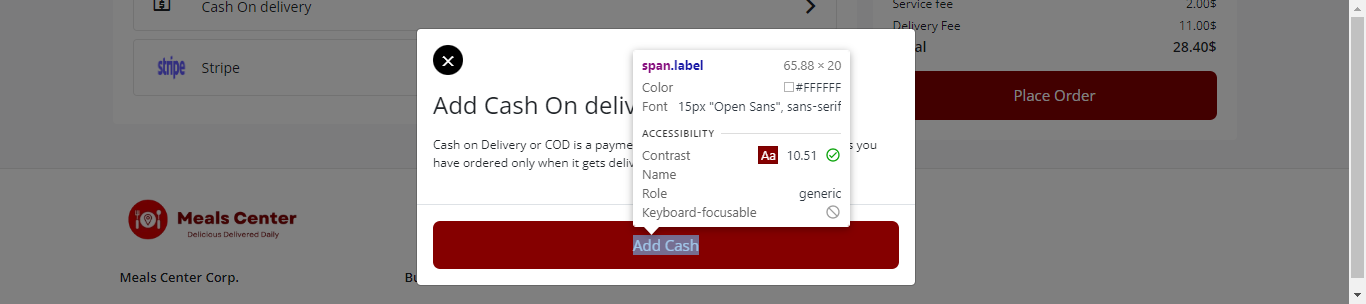 Cash On delivery
Stripe
Service fee 2.00$
Delivery Fee 11.00$
al 28.40$
Place Order
Add Cash On deliv
Cash on Delivery or COD is a payme s you
have ordered only when it gets deliv
span.label 65.88 × 20
Color #FFFFFF
Font 15px "Open Sans", sans-serif
ACCESSIBILITY
Contrast Aa 10.51
Name
Role generic
Keyboard-focusable
Add Cash
Meals Center
Delicious Delivered Daily
Meals Center Corp.
Bu